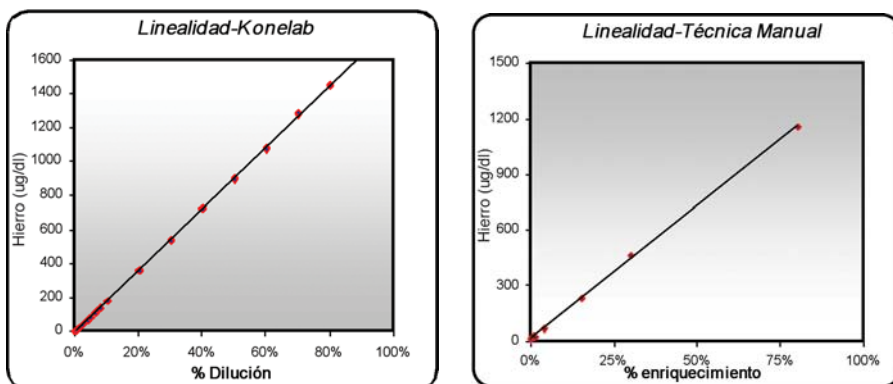 Linealidad-Konelab
1600
1400
1200
1000
800
600
400
200
0
Hierro (ug/dl)
0% 20% 40% 60% 80% 100%
% Dilución
Linealidad-Técnica Manual
1500
1200
900
600
300
0
Hierro (ug/dl)
0% 25% 50% 75% 100%
% enriquecimiento